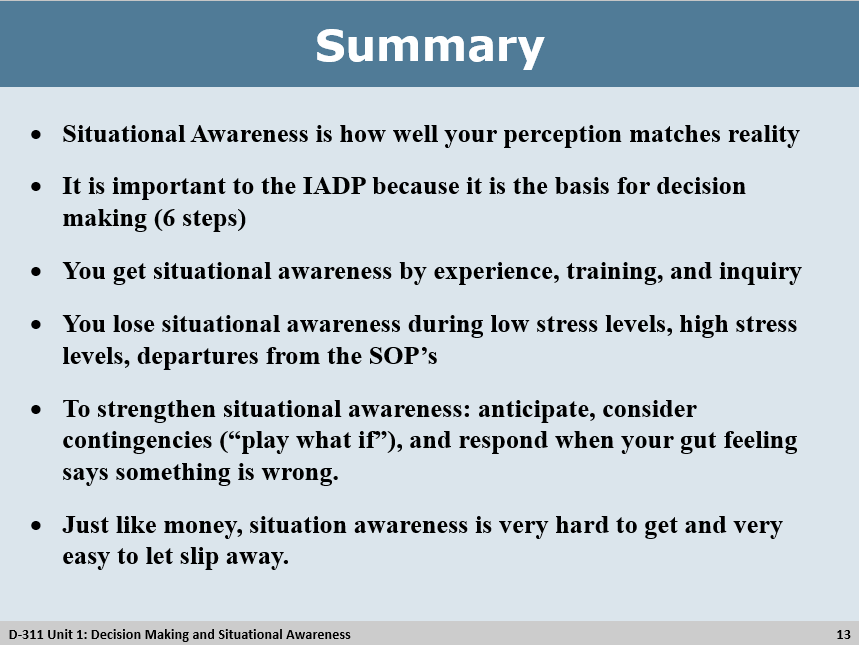 Summary
• Situational Awareness is how well your perception matches reality
• It is important to the IADP because it is the basis for decision
making (6 steps)
• You get situational awareness by experience, training, and inquiry
• You lose situational awareness during low stress levels, high stress
levels, departures from the SOP’s
• To strengthen situational awareness: anticipate, consider
contingencies (“play what if”), and respond when your gut feeling
says something is wrong.
• Just like money, situation awareness is very hard to get and very
easy to let slip away.
D-311 Unit 1: Decision Making and Situational Awareness 13